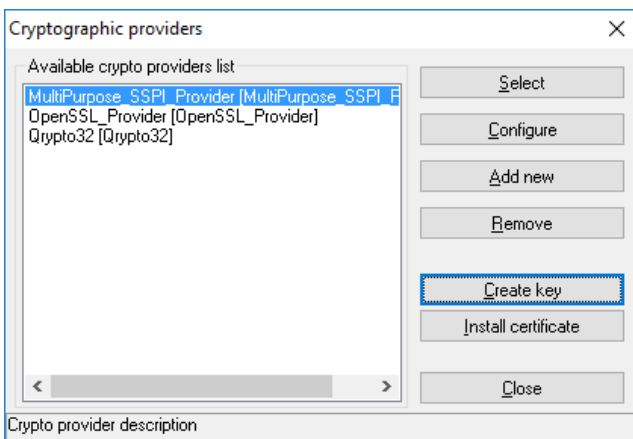 Cryptographic providers
Available crypto providers list
MultiPurpose_SSPI_Provider [MultiPurpose_SSPI_P
OpenSSL_Provider [OpenSSL_Provider]
Qrypto32 [Qrypto32]
Select
Configure
Add new
Remove
Create key
Install certificate
Close
Crypto provider description